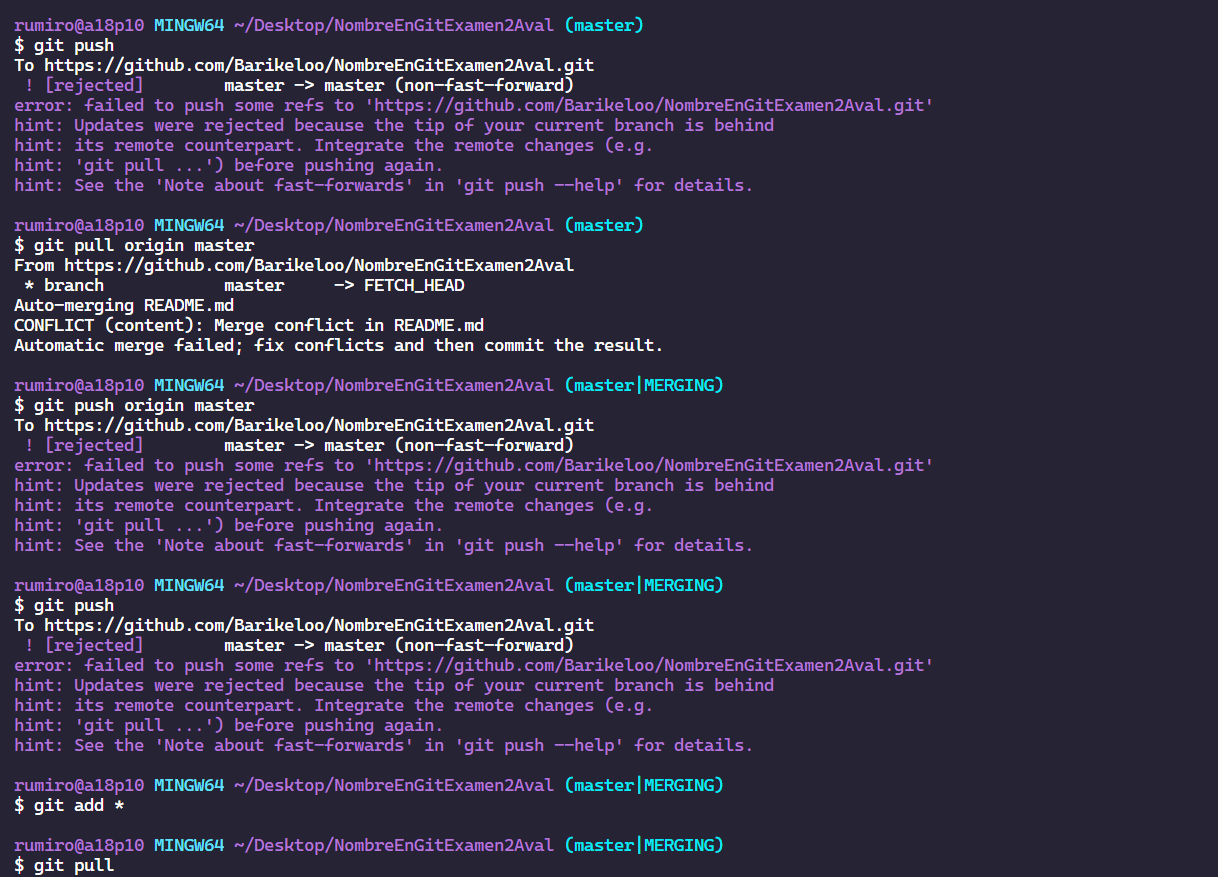 rumiro@a18p10 MINGW64 ~/Desktop/NombreEnGitExamen2Aval (master)
$ git push
To https://github.com/Barikeloo/NombreEnGitExamen2Aval.git
 ! [rejected]        master -> master (non-fast-forward)
error: failed to push some refs to 'https://github.com/Barikeloo/NombreEnGitExamen2Aval.git'
hint: Updates were rejected because the tip of your current branch is behind
hint: its remote counterpart. Integrate the remote changes (e.g.
hint: 'git pull ...') before pushing again.
hint: See the 'Note about fast-forwards' in 'git push --help' for details.

rumiro@a18p10 MINGW64 ~/Desktop/NombreEnGitExamen2Aval (master)
$ git pull origin master
From https://github.com/Barikeloo/NombreEnGitExamen2Aval
 * branch            master     -> FETCH_HEAD
Auto-merging README.md
CONFLICT (content): Merge conflict in README.md
Automatic merge failed; fix conflicts and then commit the result.

rumiro@a18p10 MINGW64 ~/Desktop/NombreEnGitExamen2Aval (master|MERGING)
$ git push origin master
To https://github.com/Barikeloo/NombreEnGitExamen2Aval.git
 ! [rejected]        master -> master (non-fast-forward)
error: failed to push some refs to 'https://github.com/Barikeloo/NombreEnGitExamen2Aval.git'
hint: Updates were rejected because the tip of your current branch is behind
hint: its remote counterpart. Integrate the remote changes (e.g.
hint: 'git pull ...') before pushing again.
hint: See the 'Note about fast-forwards' in 'git push --help' for details.

rumiro@a18p10 MINGW64 ~/Desktop/NombreEnGitExamen2Aval (master|MERGING)
$ git push
To https://github.com/Barikeloo/NombreEnGitExamen2Aval.git
 ! [rejected]        master -> master (non-fast-forward)
error: failed to push some refs to 'https://github.com/Barikeloo/NombreEnGitExamen2Aval.git'
hint: Updates were rejected because the tip of your current branch is behind
hint: its remote counterpart. Integrate the remote changes (e.g.
hint: 'git pull ...') before pushing again.
hint: See the 'Note about fast-forwards' in 'git push --help' for details.

rumiro@a18p10 MINGW64 ~/Desktop/NombreEnGitExamen2Aval (master|MERGING)
$ git add *

rumiro@a18p10 MINGW64 ~/Desktop/NombreEnGitExamen2Aval (master|MERGING)
$ git pull